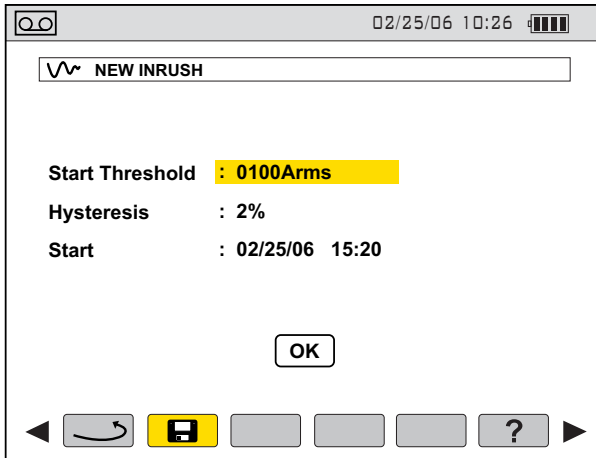 02/25/06 10:26
NEW INRUSH
Start Threshold : 0100Arms
Hysteresis : 2%
Start : 02/25/06 15:20
OK
?